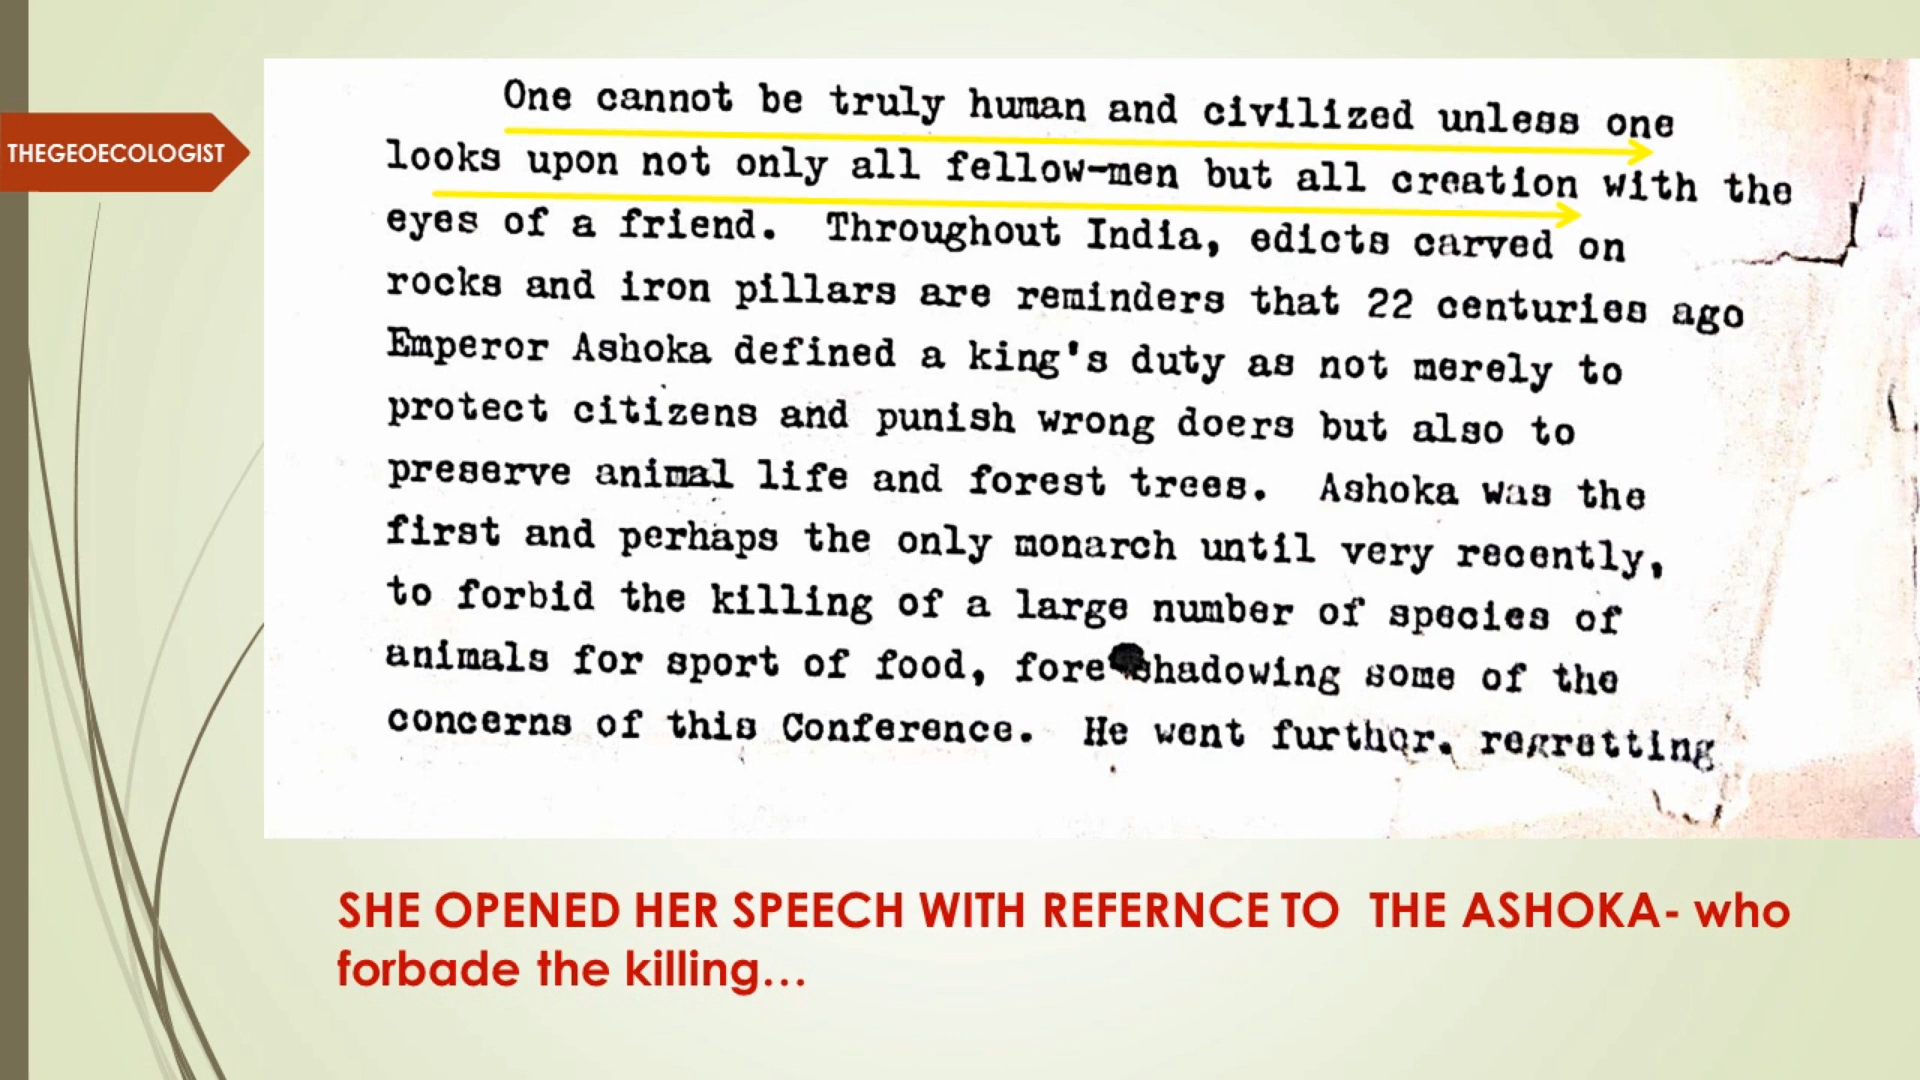 THEGEOECOLOGIST
One cannot be truly human and civilized unless one
looks upon not only all fellow-men but all creation with the
eyes of a friend. Throughout India, edicts carved on
rocks and iron pillars are reminders that 22 centuries ago
Emperor Ashoka defined a king's duty as not merely to
protect citizens and punish wrong doers but also to
preserve animal life and forest trees. Ashoka was the
first and perhaps the only monarch until very recently,
to forbid the killing of a large number of species of
animals for sport of food, foreshadowing some of the
concerns of this Conference. He went further, regretting
SHE OPENED HER SPEECH WITH REFERNCE TO THE ASHOKA- who
forbade the killing...